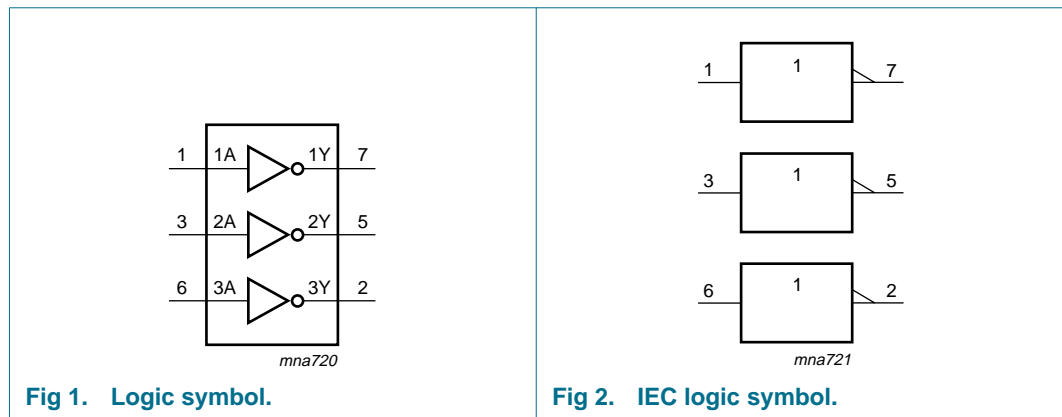 1 1A 1Y 7
3 2A 2Y 5
6 3A 3Y 2
mna720
Fig 1. Logic symbol.
1 1 7
3 1 5
6 1 2
mna721
Fig 2. IEC logic symbol.